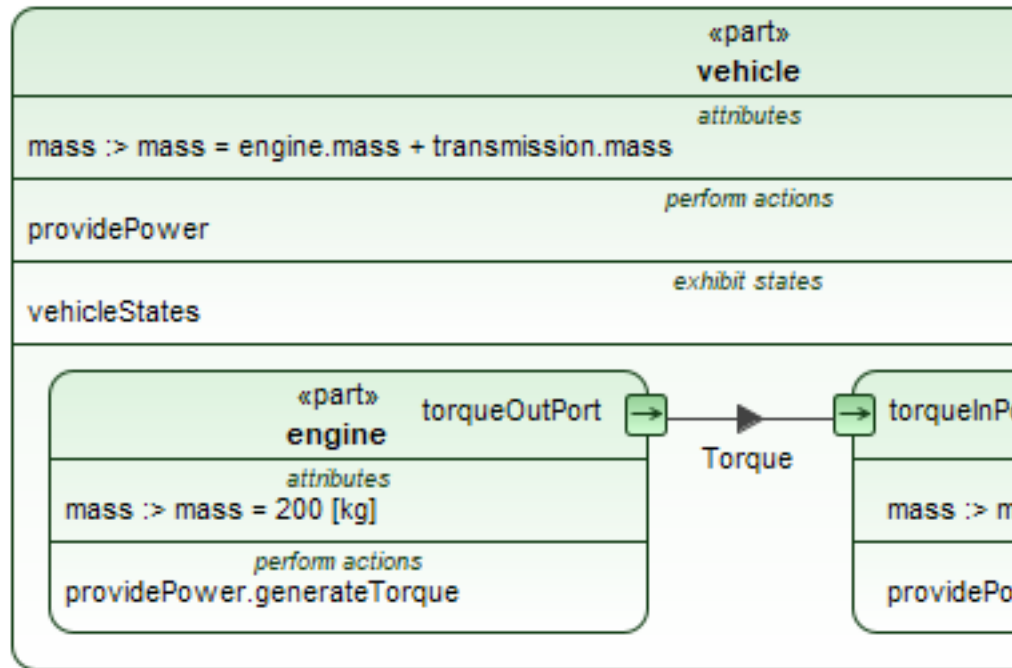 «part»
vehicle
attributes
mass :> mass = engine.mass + transmission.mass
perform actions
providePower
exhibit states
vehicleStates
«part»
engine
torqueOutPort
Torque
attributes
mass :> mass = 200 [kg]
mass :>
perform actions
providePower.generateTorque